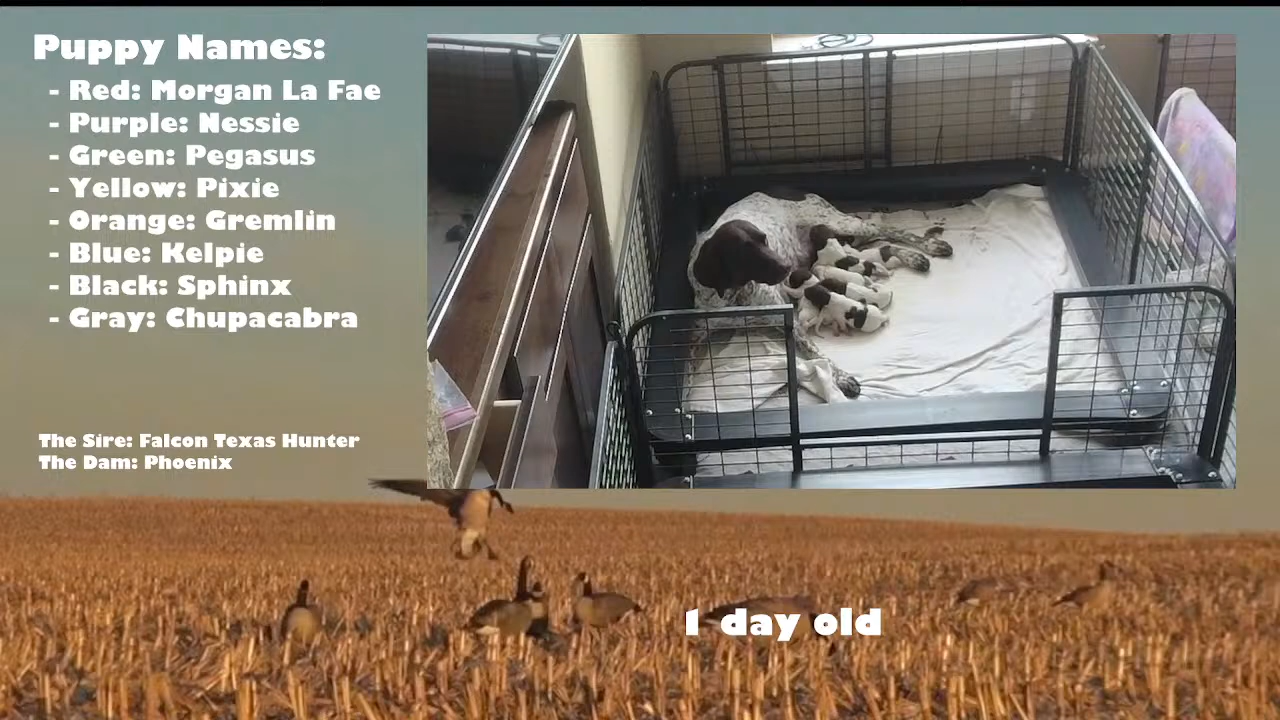 Puppy Names:
- Red: Morgan La Fae
- Purple: Nessie
- Green: Pegasus
- Yellow: Pixie
- Orange: Gremlin
- Blue: Kelpie
- Black: Sphinx
- Gray: Chupacabra
The Sire: Falcon Texas Hunter
The Dam: Phoenix
1 day old